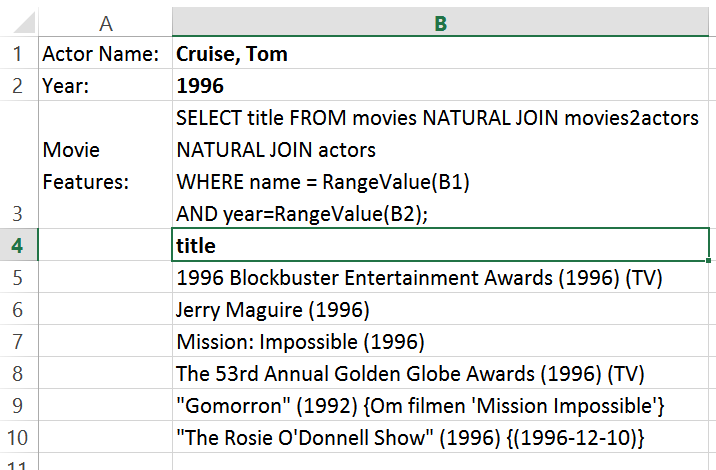 A B
1 Actor Name: Cruise, Tom
2 Year: 1996
SELECT title FROM movies NATURAL JOIN movies2actors
Movie NATURAL JOIN actors
Features: WHERE name = RangeValue(B1)
3 AND year=RangeValue(B2);
4 title
5 1996 Blockbuster Entertainment Awards (1996) (TV)
6 Jerry Maguire (1996)
7 Mission: Impossible (1996)
8 The 53rd Annual Golden Globe Awards (1996) (TV)
9 "Gomorron" (1992) {Om filmen 'Mission Impossible'}
10 "The Rosie O'Donnell Show" (1996) {(1996-12-10)}
11